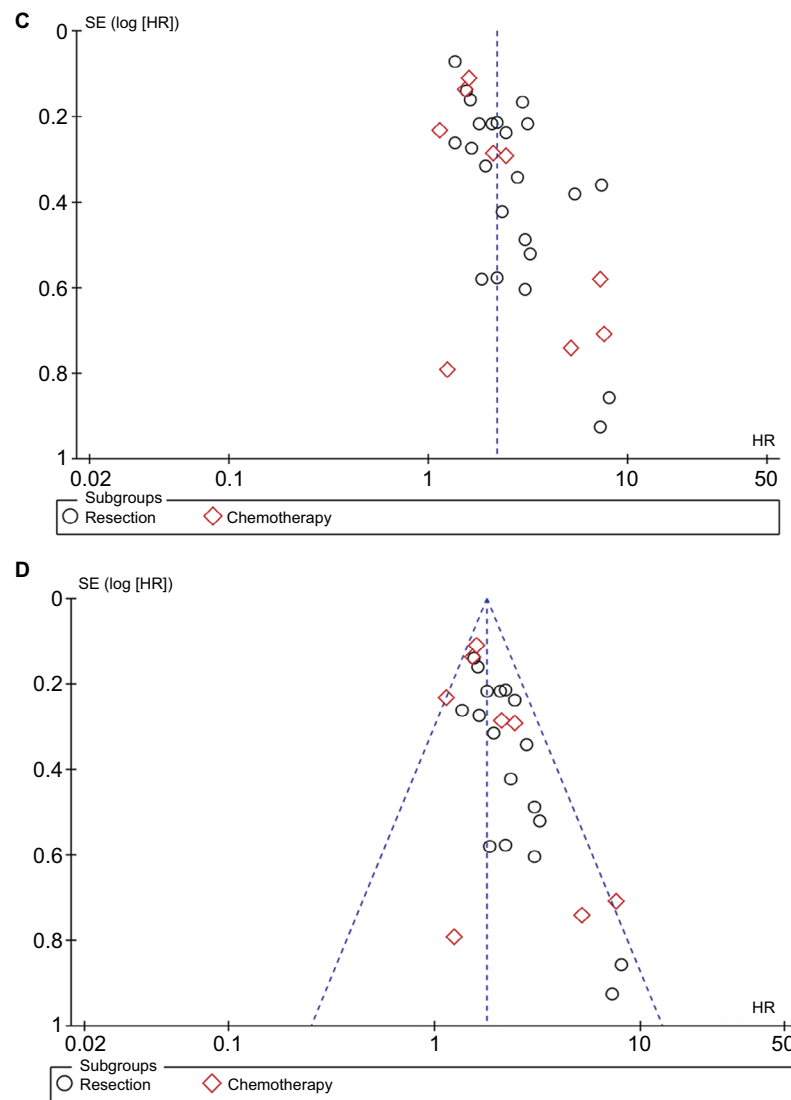 C
SE (log [HR])
0
0.2
0.4
0.6
0.8
1
HR
0.02 0.1 1 10 50
Subgroups
Resection Chemotherapy
D
SE (log [HR])
0
0.2
0.4
0.6
0.8
1
HR
0.02 0.1 1 10 50
Subgroups
Resection Chemotherapy